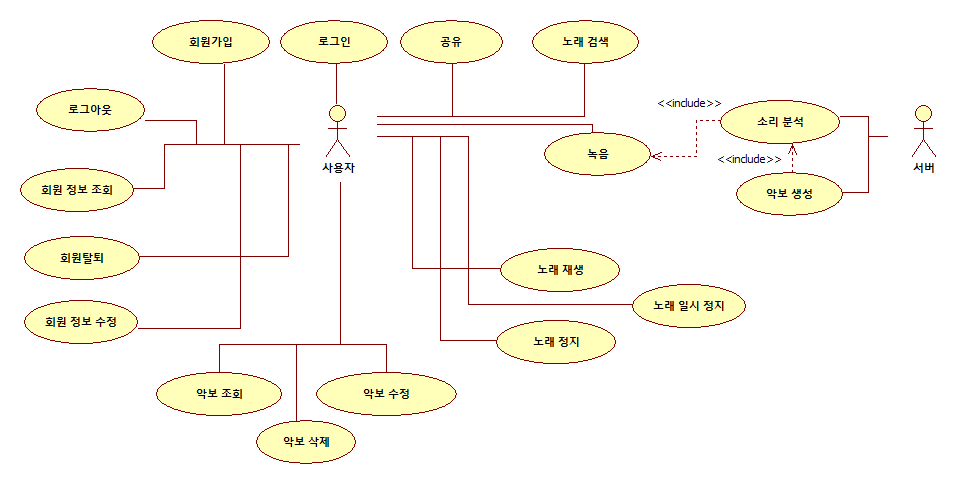 회원가입
로그인
공유
노래 검색
로그아웃
<<include>>
소리 분석
녹음
<<include>>
사용자
서버
회원 정보 조회
악보 생성
회원탈퇴
노래 재생
노래 일시 정지
회원 정보 수정
노래 정지
악보 조회
악보 수정
악보 삭제